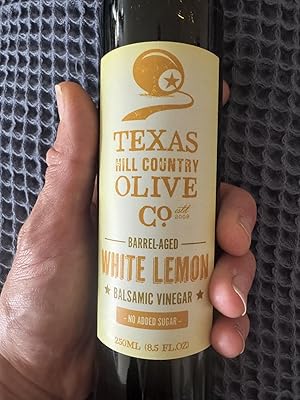 TEXAS
HILL COUNTRY
OLIVE
Co. estd 2008
BARREL-AGED
WHITE LEMON
BALSAMIC VINEGAR
- NO ADDED SUGAR -
250ML (8.5 FL.OZ)